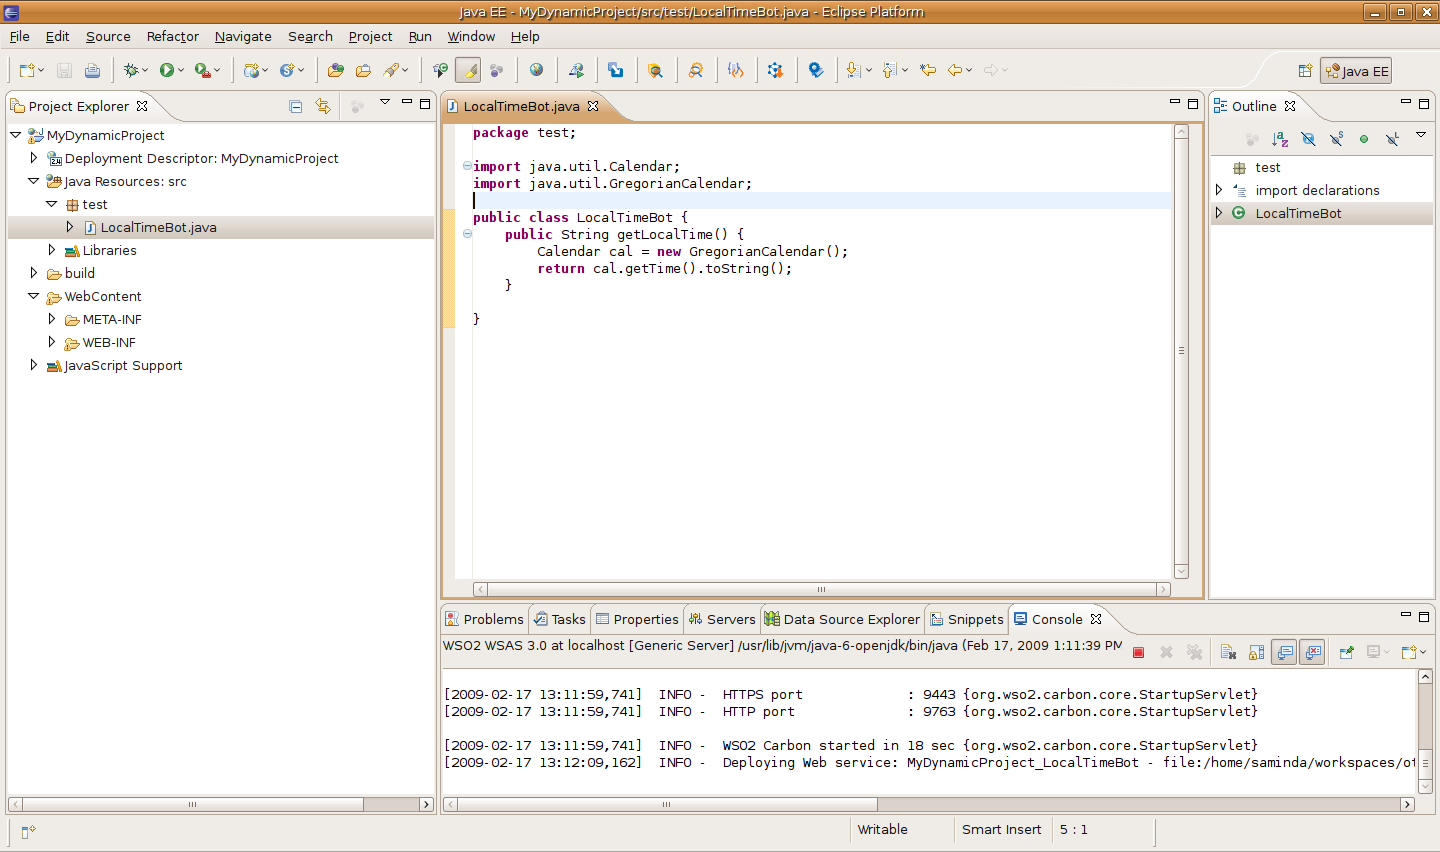 Java EE - MyDynamicProject/src/test/LocalTimeBot.java - Eclipse Platform
File Edit Source Refactor Navigate Search Project Run Window Help
Java EE
Project Explorer
MyDynamicProject
Deployment Descriptor: MyDynamicProject
Java Resources: src
test
LocalTimeBot.java
Libraries
build
WebContent
META-INF
WEB-INF
JavaScript Support
LocalTimeBot.java
package test;
import java.util.Calendar;
import java.util.GregorianCalendar;
public class LocalTimeBot {
public String getLocalTime() {
Calendar cal = new GregorianCalendar();
return cal.getTime().toString();
}
}
Outline
test
import declarations
LocalTimeBot
Problems Tasks Properties Servers Data Source Explorer Snippets Console
WSO2 WSAS 3.0 at localhost [Generic Server] /usr/lib/jvm/java-6-openjdk/bin/java (Feb 17, 2009 1:11:39 PM
[2009-02-17 13:11:59,741]  INFO -  HTTPS port             : 9443 {org.wso2.carbon.core.StartupServlet}
[2009-02-17 13:11:59,741]  INFO -  HTTP port              : 9763 {org.wso2.carbon.core.StartupServlet}
[2009-02-17 13:11:59,741]  INFO -  WSO2 Carbon started in 18 sec {org.wso2.carbon.core.StartupServlet}
[2009-02-17 13:12:09,162]  INFO -  Deploying Web service: MyDynamicProject_LocalTimeBot - file:/home/saminda/workspaces/ot
Writable Smart Insert 5 : 1